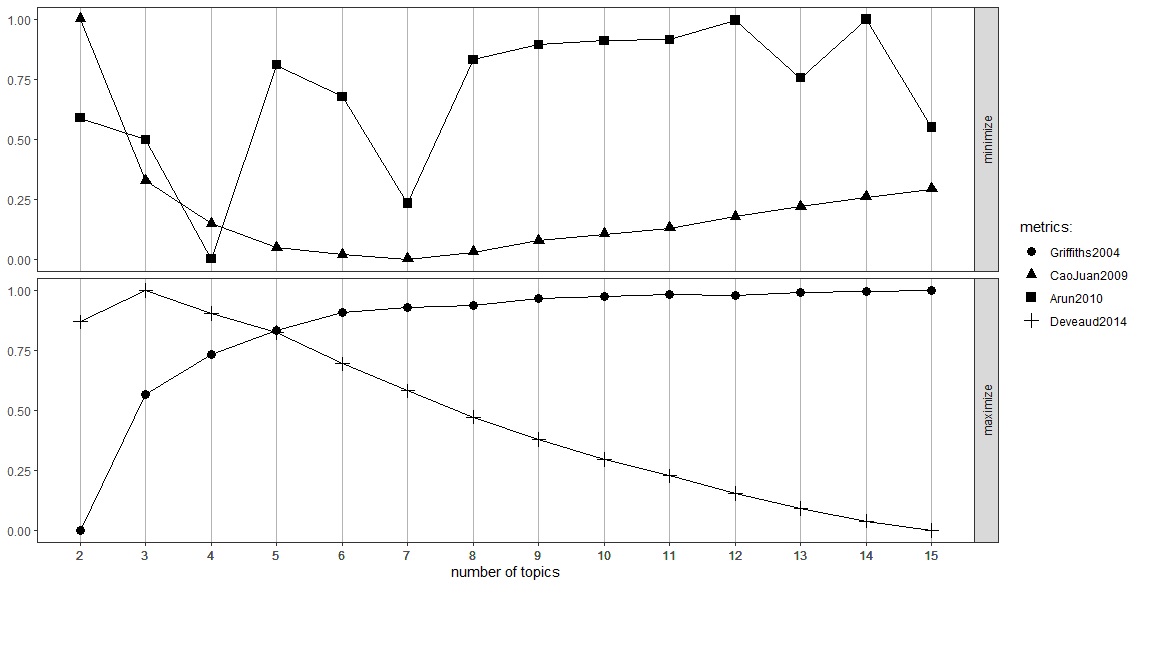 1.00
0.75
0.50
0.25
0.00
minimize
1.00
0.75
0.50
0.25
0.00
maximize
2 3 4 5 6 7 8 9 10 11 12 13 14 15
number of topics
metrics:
Griffiths2004
CaoJuan2009
Arun2010
Deveaud2014